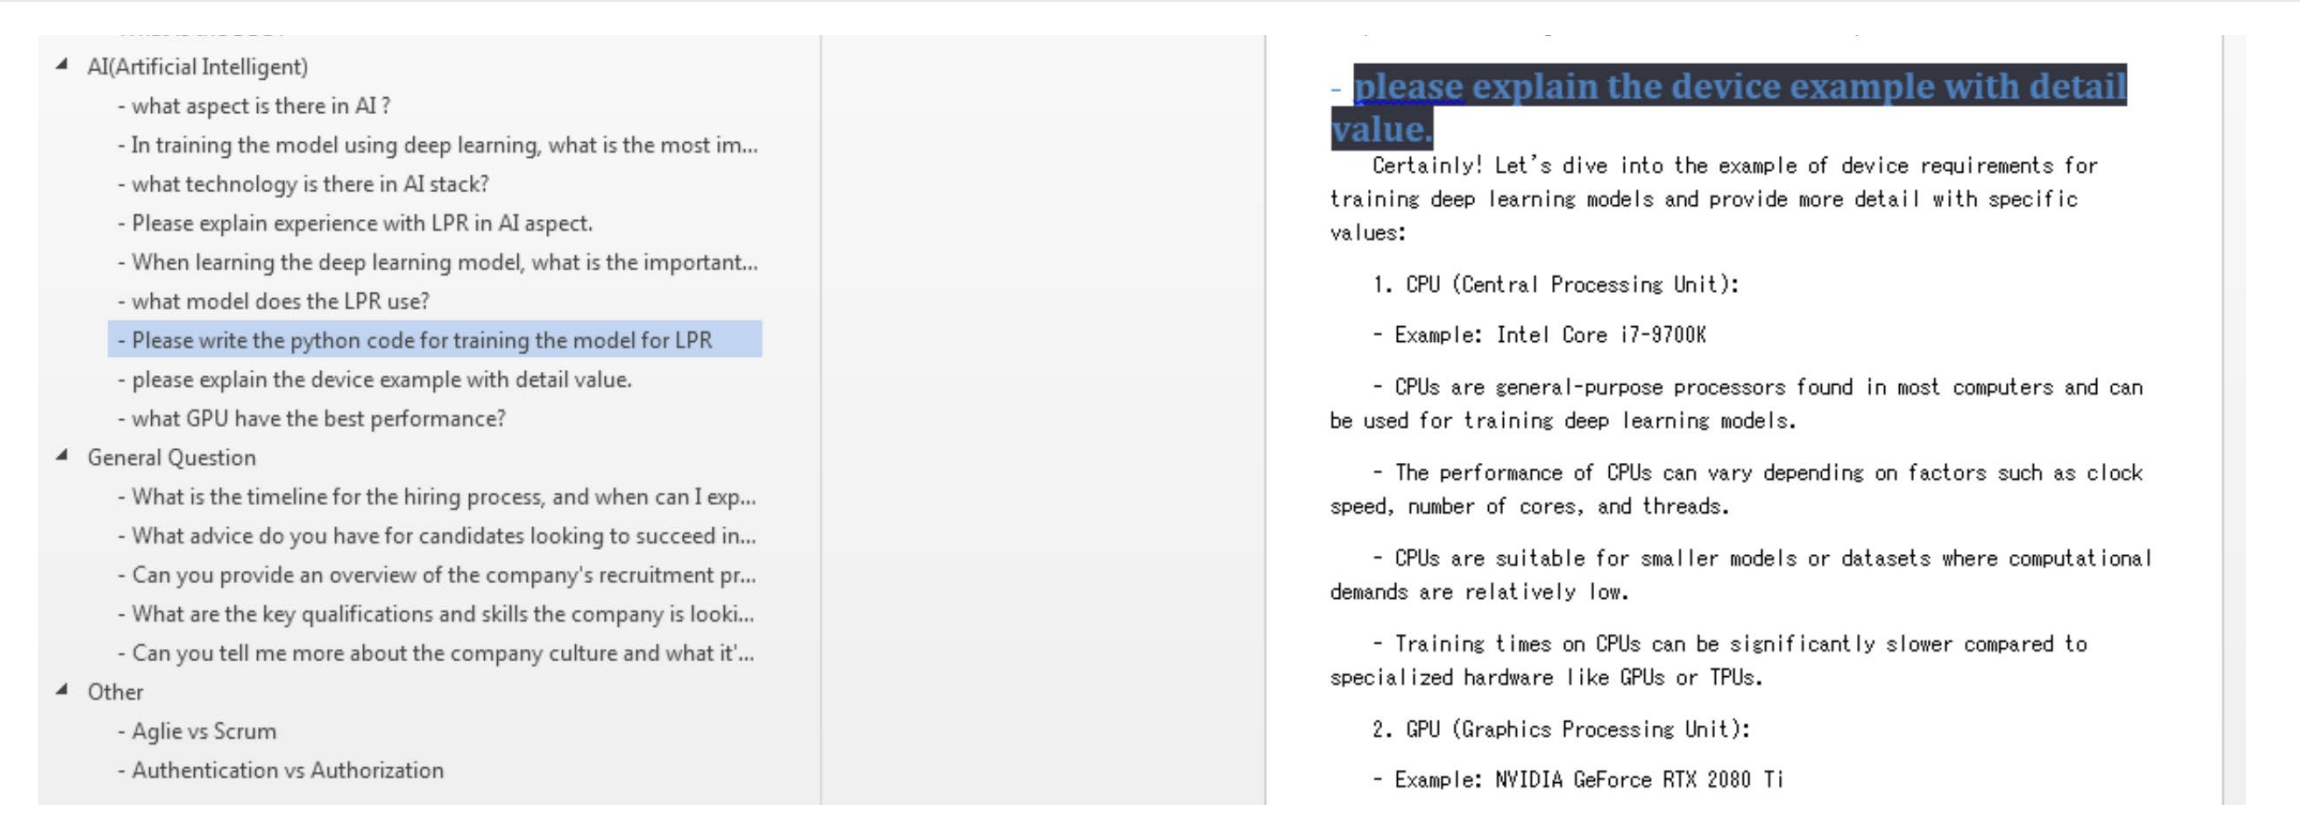 AI(Artificial Intelligent)
- what aspect is there in AI ?
- In training the model using deep learning, what is the most im...
- what technology is there in AI stack?
- Please explain experience with LPR in AI aspect.
- When learning the deep learning model, what is the important...
- what model does the LPR use?
- Please write the python code for training the model for LPR
- please explain the device example with detail value.
- what GPU have the best performance?
General Question
- What is the timeline for the hiring process, and when can I exp...
- What advice do you have for candidates looking to succeed in...
- Can you provide an overview of the company's recruitment pr...
- What are the key qualifications and skills the company is looki...
- Can you tell me more about the company culture and what it'...
Other
- Aglie vs Scrum
- Authentication vs Authorization
- please explain the device example with detail
value.
Certainly! Let's dive into the example of device requirements for
training deep learning models and provide more detail with specific
values:
1. CPU (Central Processing Unit):
- Example: Intel Core i7-9700K
- CPUs are general-purpose processors found in most computers and can
be used for training deep learning models.
- The performance of CPUs can vary depending on factors such as clock
speed, number of cores, and threads.
- CPUs are suitable for smaller models or datasets where computational
demands are relatively low.
- Training times on CPUs can be significantly slower compared to
specialized hardware like GPUs or TPUs.
2. GPU (Graphics Processing Unit):
- Example: NVIDIA GeForce RTX 2080 Ti